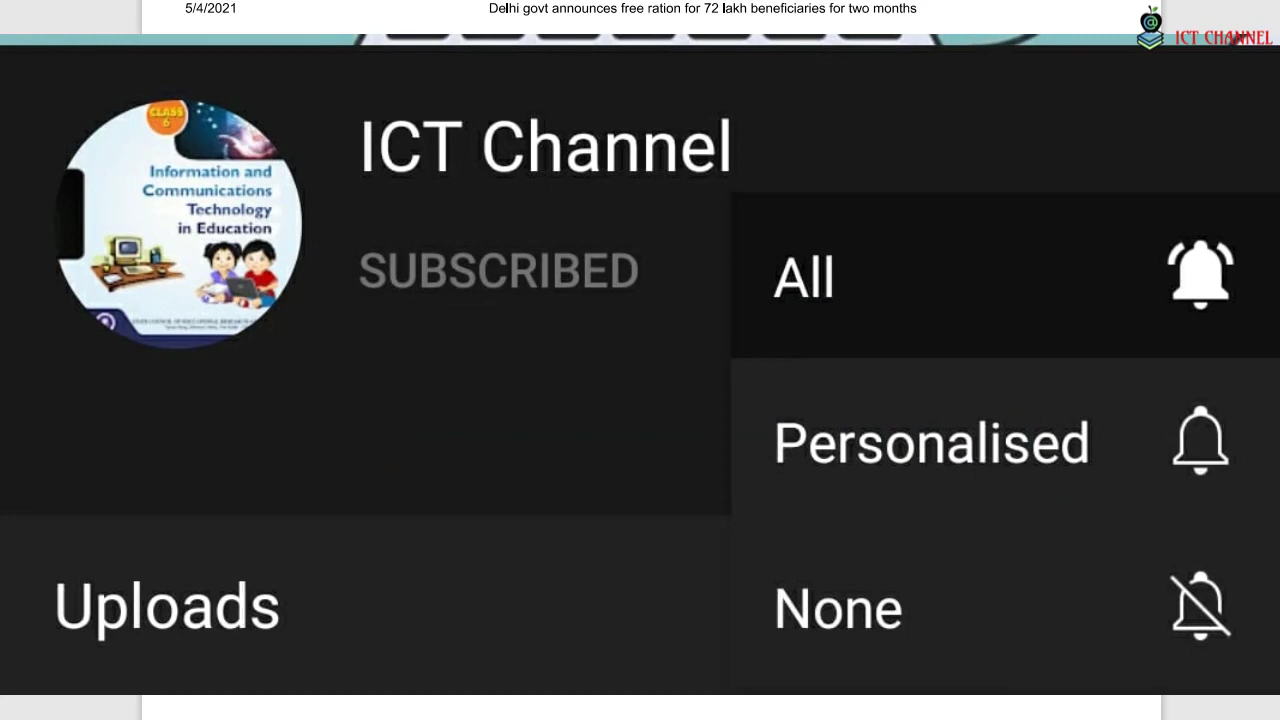 5/4/2021
Delhi govt announces free ration for 72 lakh beneficiaries for two months
@
ICT CHANNEL
CLASS
6
ICT Channel
Information and
Communications
Technology
in Education
SUBSCRIBED
All
Personalised
Uploads
None